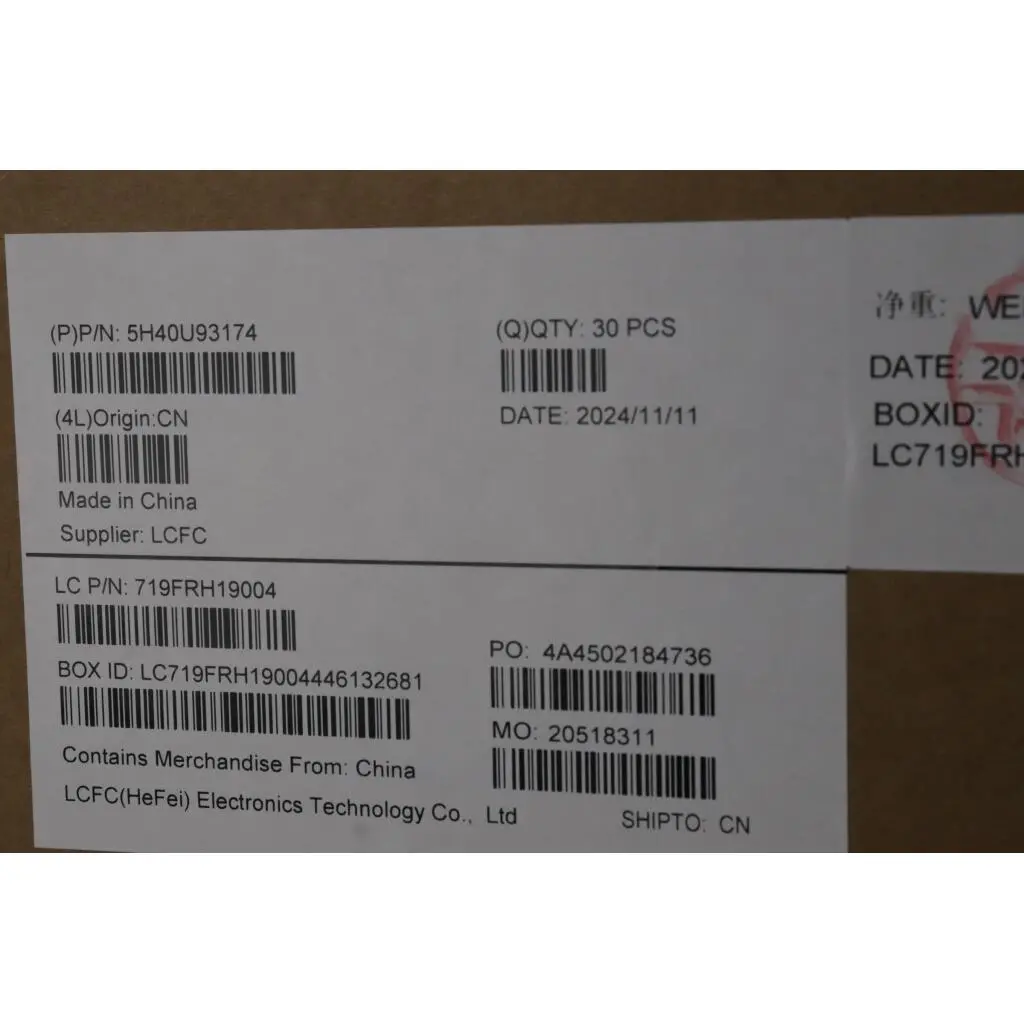 (P)P/N: 5H40U93174
(Q)QTY: 30 PCS
(4L)Origin:CN
DATE: 2024/11/11
Made in China
Supplier: LCFC
LC P/N: 719FRH19004
PO: 4A4502184736
BOX ID: LC719FRH19004446132681
MO: 20518311
Contains Merchandise From: China
LCFC(HeFei) Electronics Technology Co., Ltd
SHIPTO: CN
净重: WE
DATE: 202
BOXID:
LC719FRH